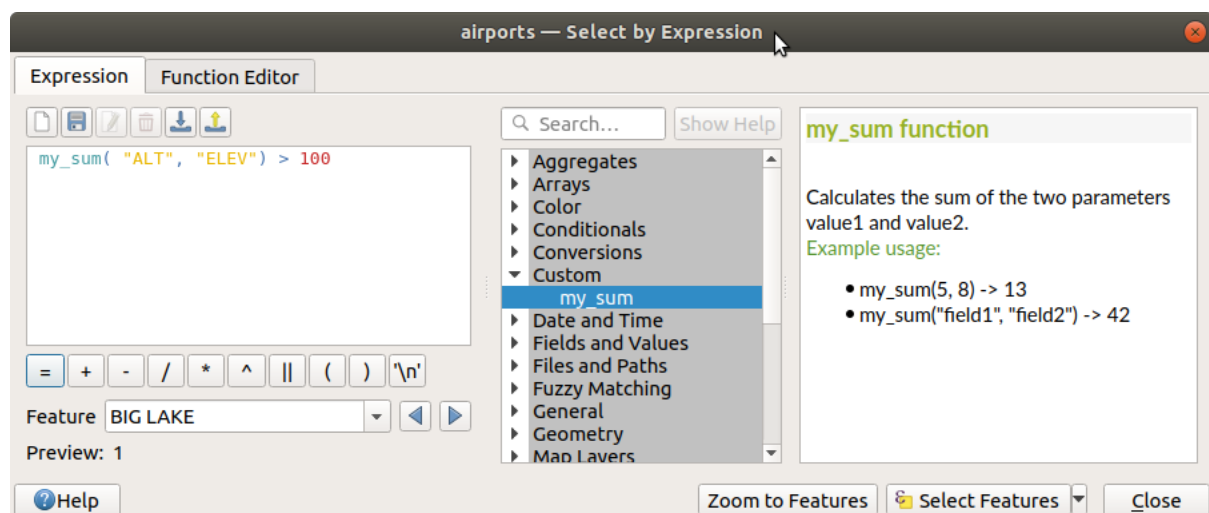 airports — Select by Expression
Expression
Function Editor
Search...
Show Help
my_sum( "ALT", "ELEV") > 100
= + - / * ^ || ( ) '\n'
Feature BIG LAKE
Preview: 1
Aggregates
Arrays
Color
Conditionals
Conversions
Custom
my_sum
Date and Time
Fields and Values
Files and Paths
Fuzzy Matching
General
Geometry
Map Layers
my_sum function
Calculates the sum of the two parameters
value1 and value2.
Example usage:
my_sum(5, 8) -> 13
my_sum("field1", "field2") -> 42
Help
Zoom to Features
Select Features
Close